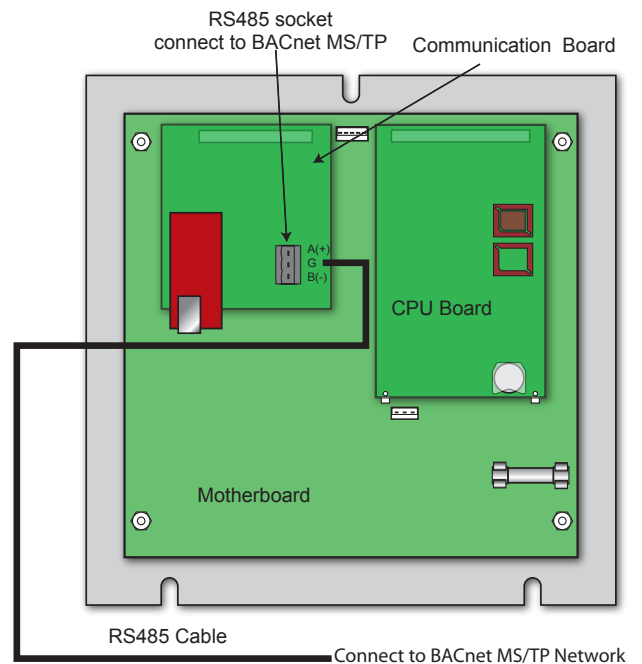 RS485 socket
connect to BACnet MS/TP
Communication Board
A(+)
G
B(-)
CPU Board
Motherboard
RS485 Cable
Connect to BACnet MS/TP Network